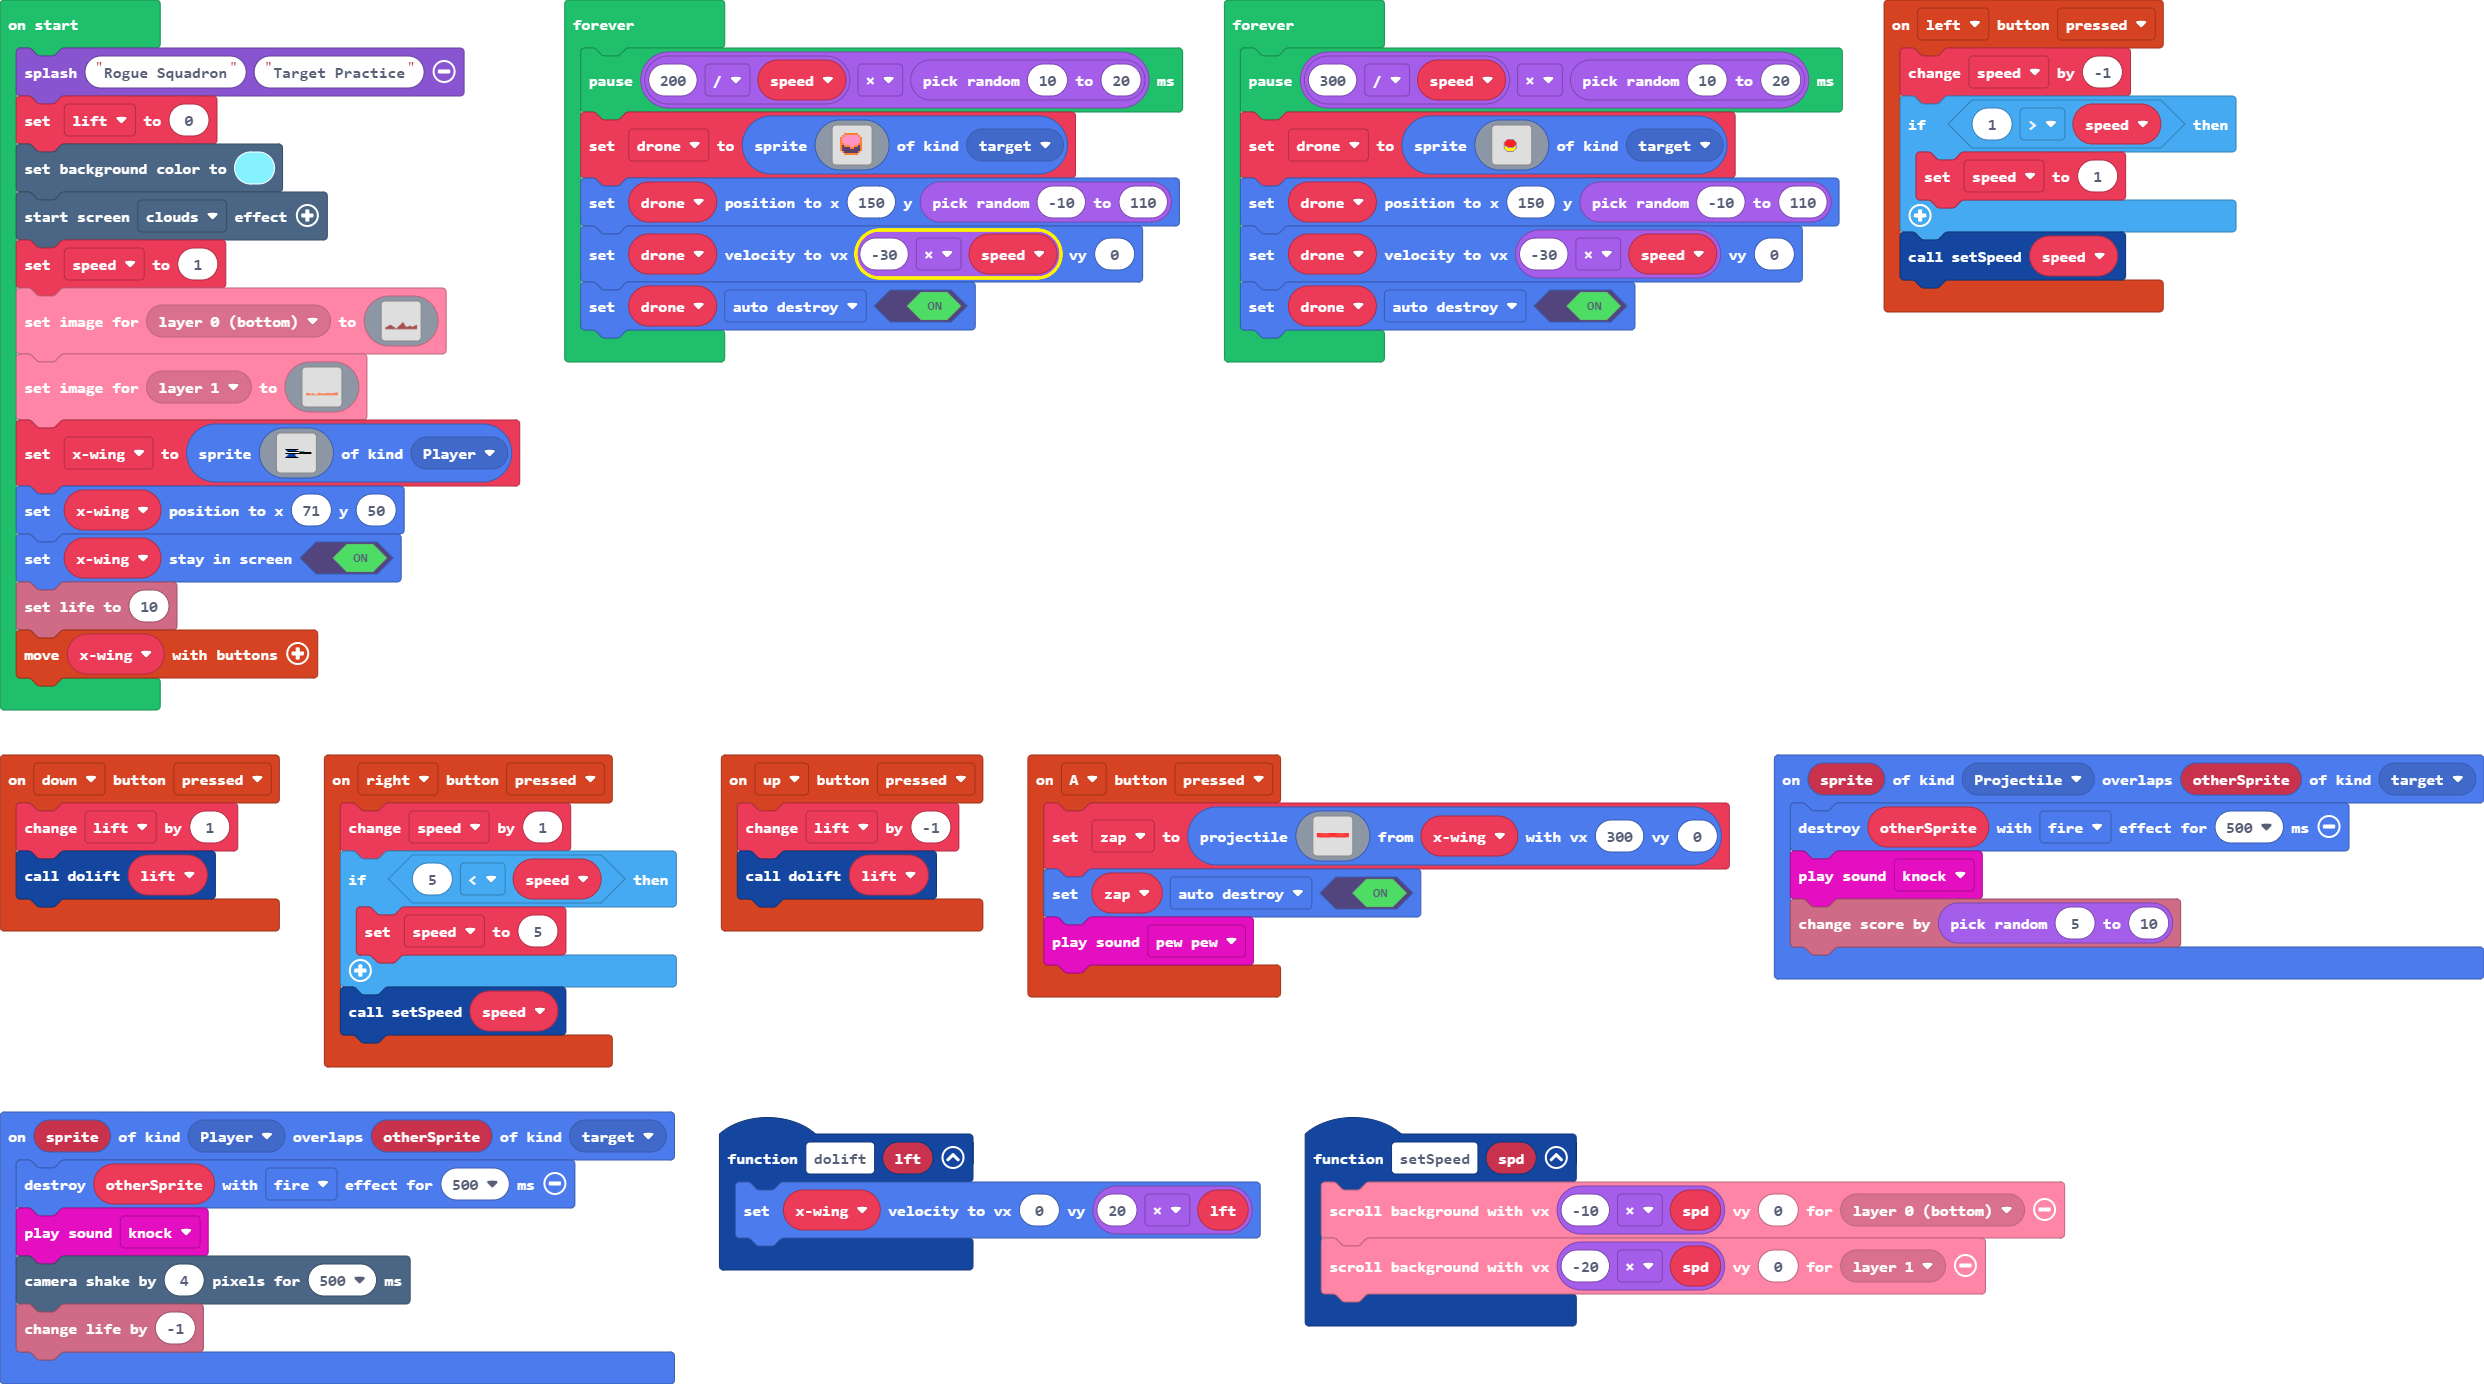 on start
splash "Rogue Squadron" "Target Practice"
set lift to 0
set background color to
start screen clouds effect
set speed to 1
set image for layer 0 (bottom) to
set image for layer 1 to
set x-wing to sprite of kind Player
set x-wing position to x 71 y 50
set x-wing stay in screen ON
set life to 10
move x-wing with buttons
forever
pause 200 / speed × pick random 10 to 20 ms
set drone to sprite of kind target
set drone position to x 150 y pick random -10 to 110
set drone velocity to vx -30 × speed vy 0
set drone auto destroy ON
forever
pause 300 / speed × pick random 10 to 20 ms
set drone to sprite of kind target
set drone position to x 150 y pick random -10 to 110
set drone velocity to vx -30 × speed vy 0
set drone auto destroy ON
on left button pressed
change speed by -1
if 1 > speed then
set speed to 1
call setSpeed speed
on down button pressed
change lift by 1
call dolift lift
on right button pressed
change speed by 1
if 5 < speed then
set speed to 5
call setSpeed speed
on up button pressed
change lift by -1
call dolift lift
on A button pressed
set zap to projectile from x-wing with vx 300 vy 0
set zap auto destroy ON
play sound pew pew
on sprite of kind Projectile overlaps otherSprite of kind target
destroy otherSprite with fire effect for 500 ms
play sound knock
change score by pick random 5 to 10
on sprite of kind Player overlaps otherSprite of kind target
destroy otherSprite with fire effect for 500 ms
play sound knock
camera shake by 4 pixels for 500 ms
change life by -1
function dolift lft
set x-wing velocity to vx 0 vy 20 × lft
function setSpeed spd
scroll background with vx -10 × spd vy 0 for layer 0 (bottom)
scroll background with vx -20 × spd vy 0 for layer 1